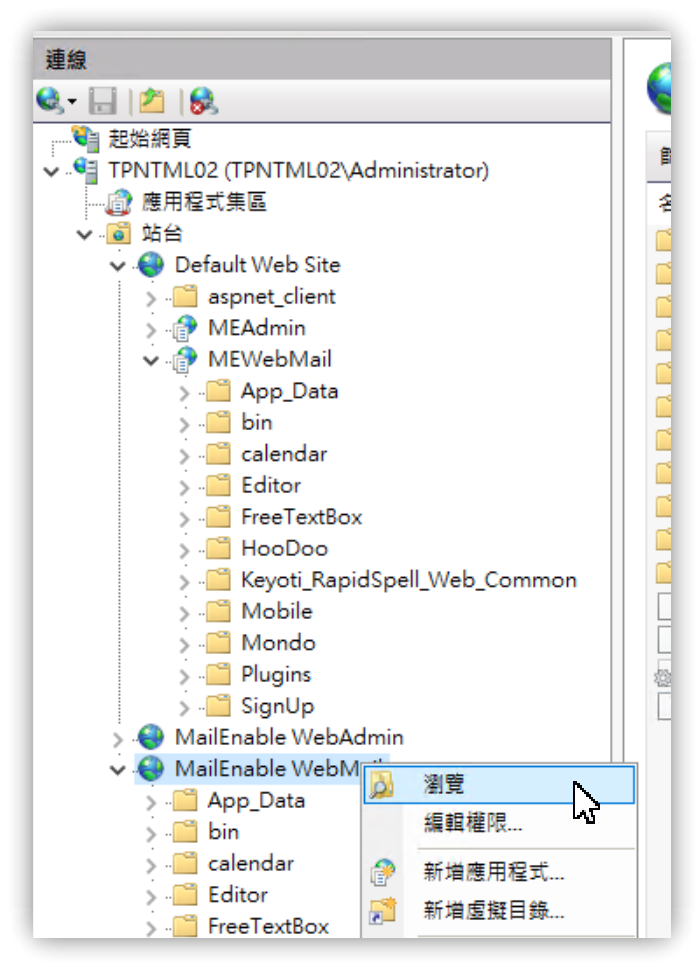 連線
起始網頁
TPNTML02 (TPNTML02\Administrator)
應用程式集區
站台
Default Web Site
aspnet_client
MEAdmin
MEWebMail
App_Data
bin
calendar
Editor
FreeTextBox
HooDoo
Keyoti_RapidSpell_Web_Common
Mobile
Mondo
Plugins
SignUp
MailEnable WebAdmin
MailEnable WebM
瀏覽
App_Data
編輯權限...
bin
calendar
新增應用程式...
Editor
新增虛擬目錄...
FreeTextBox